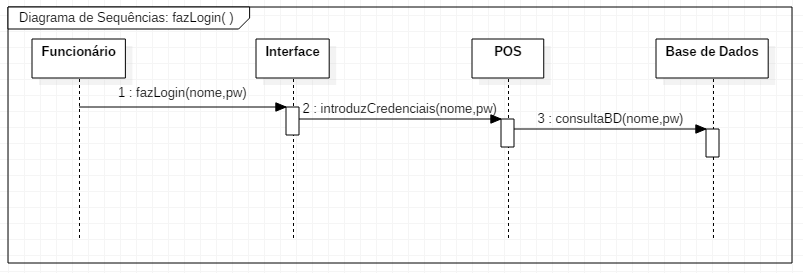 Diagrama de Sequências: fazLogin( )
Funcionário
Interface
POS
Base de Dados
1 : fazLogin(nome,pw)
2 : introduzCredenciais(nome,pw)
3 : consultaBD(nome,pw)